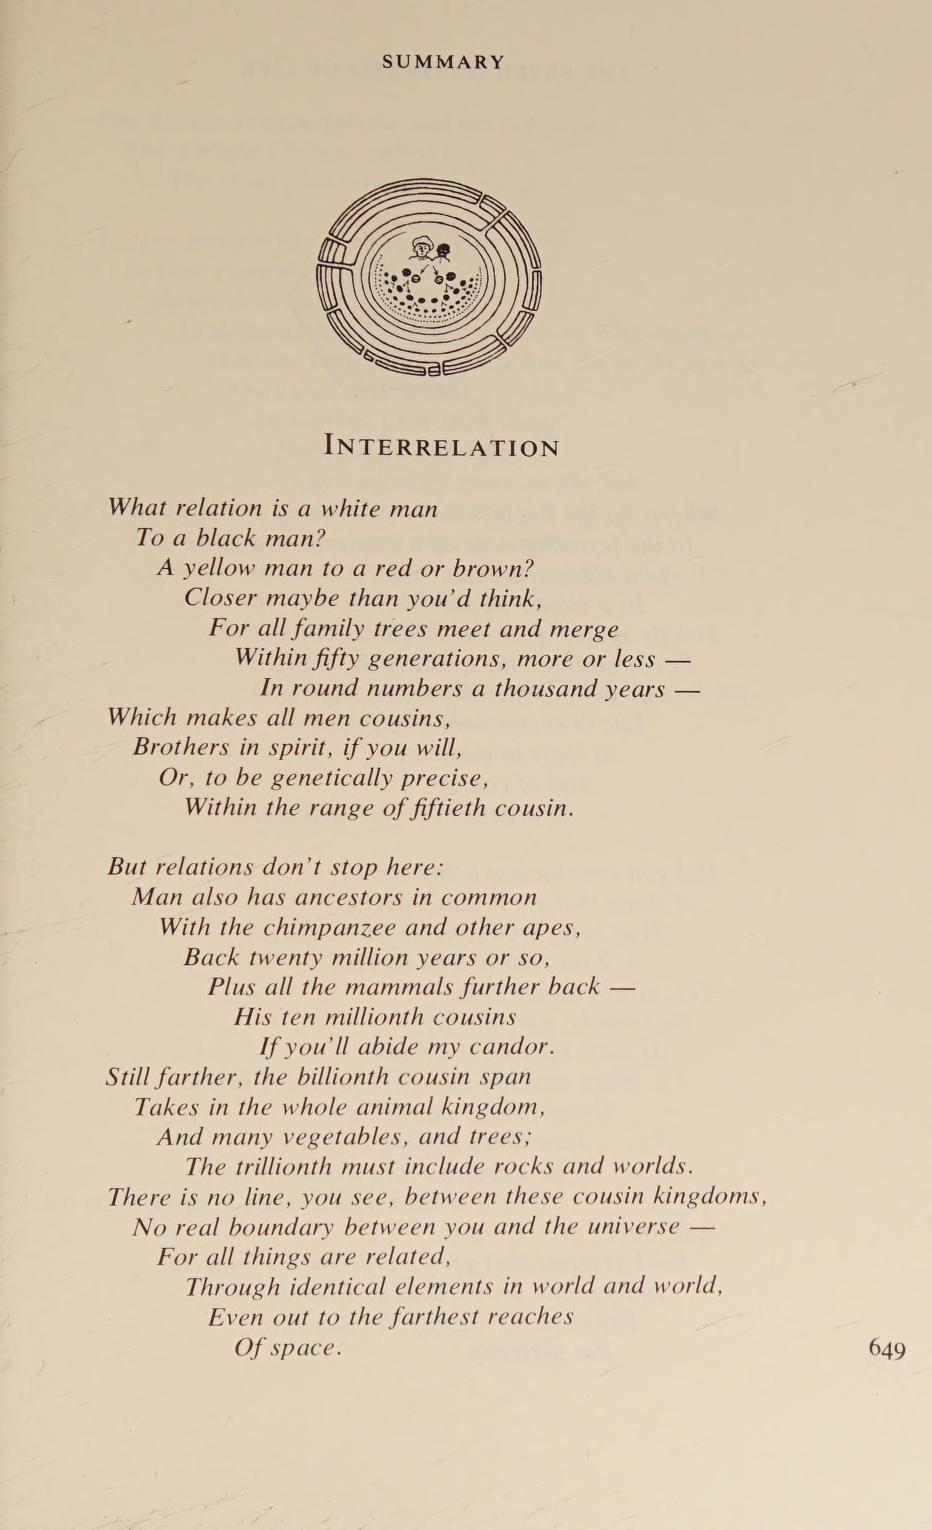 SUMMARY
INTERRELATION
What relation is a white man
To a black man?
A yellow man to a red or brown?
Closer maybe than you'd think,
For all family trees meet and merge
Within fifty generations, more or less —
In round numbers a thousand years —
Which makes all men cousins,
Brothers in spirit, if you will,
Or, to be genetically precise,
Within the range of fiftieth cousin.
But relations don't stop here:
Man also has ancestors in common
With the chimpanzee and other apes,
Back twenty million years or so,
Plus all the mammals further back —
His ten millionth cousins
If you'll abide my candor.
Still farther, the billionth cousin span
Takes in the whole animal kingdom,
And many vegetables, and trees;
The trillionth must include rocks and worlds.
There is no line, you see, between these cousin kingdoms,
No real boundary between you and the universe —
For all things are related,
Through identical elements in world and world,
Even out to the farthest reaches
Of space.
649